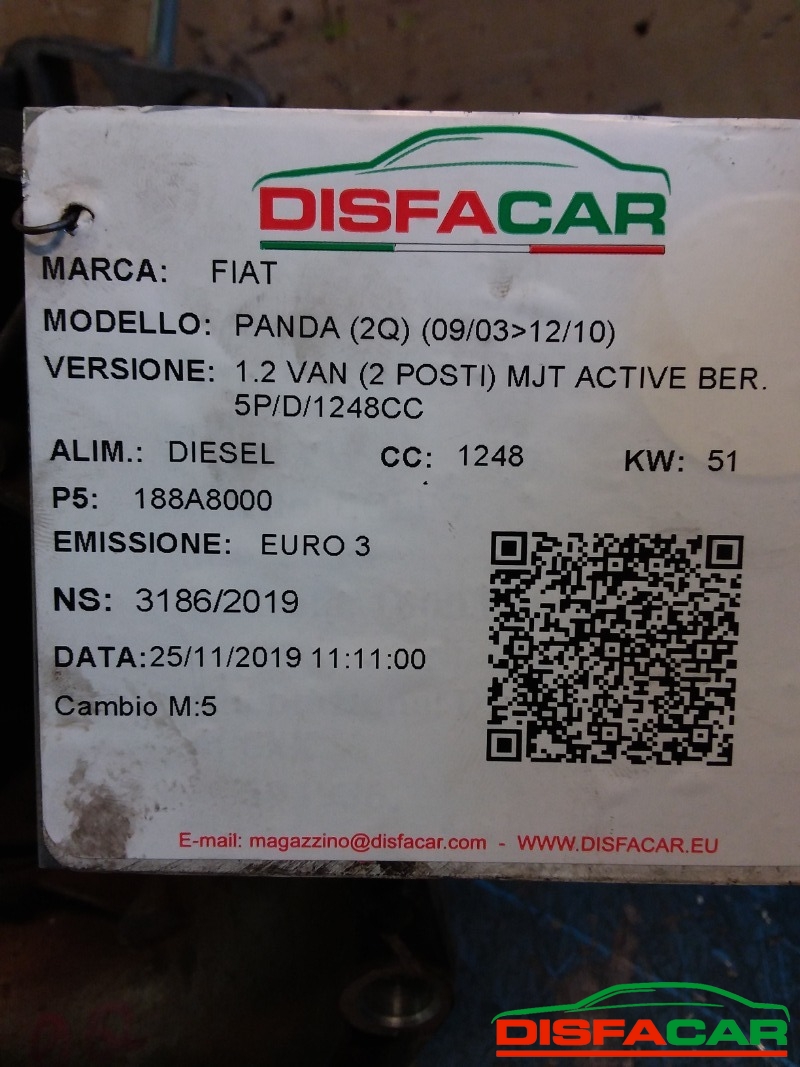 DISFACAR
MARCA: FIAT
MODELLO: PANDA (2Q) (09/03>12/10)
VERSIONE: 1.2 VAN (2 POSTI) MJT ACTIVE BER.
5P/D/1248CC
ALIM.: DIESEL CC: 1248 KW: 51
P5: 188A8000
EMISSIONE: EURO 3
NS: 3186/2019
DATA:25/11/2019 11:11:00
Cambio M:5
E-mail: magazzino@disfacar.com - WWW.DISFACAR.EU
DISFACAR